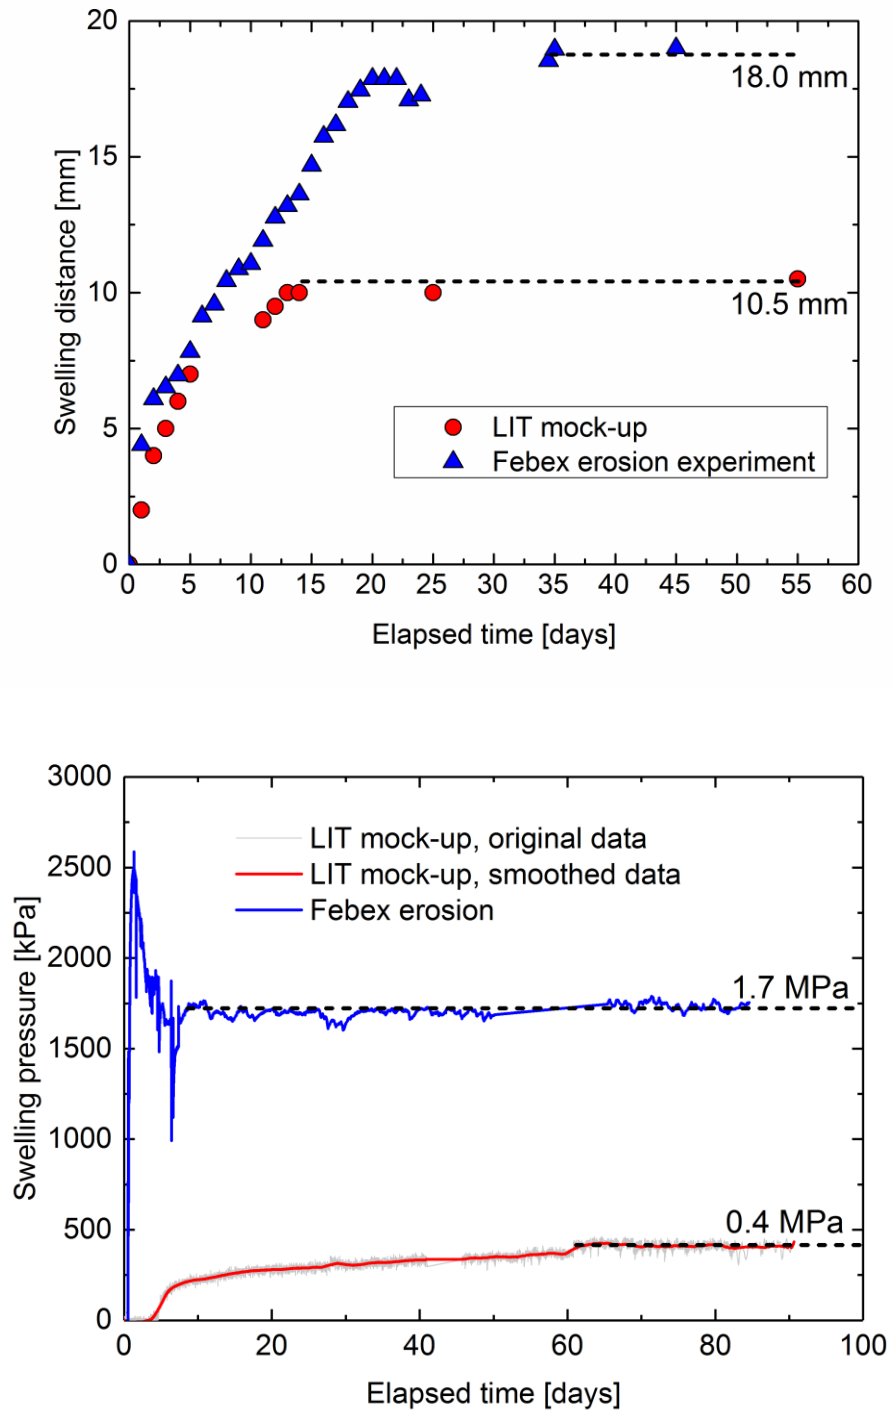 20
15
10
5
0
Swelling distance [mm]
18.0 mm
10.5 mm
LIT mock-up
Febex erosion experiment
0 5 10 15 20 25 30 35 40 45 50 55 60
Elapsed time [days]
3000
2500
2000
1500
1000
500
0
Swelling pressure [kPa]
LIT mock-up, original data
LIT mock-up, smoothed data
Febex erosion
1.7 MPa
0.4 MPa
0 20 40 60 80 100
Elapsed time [days]